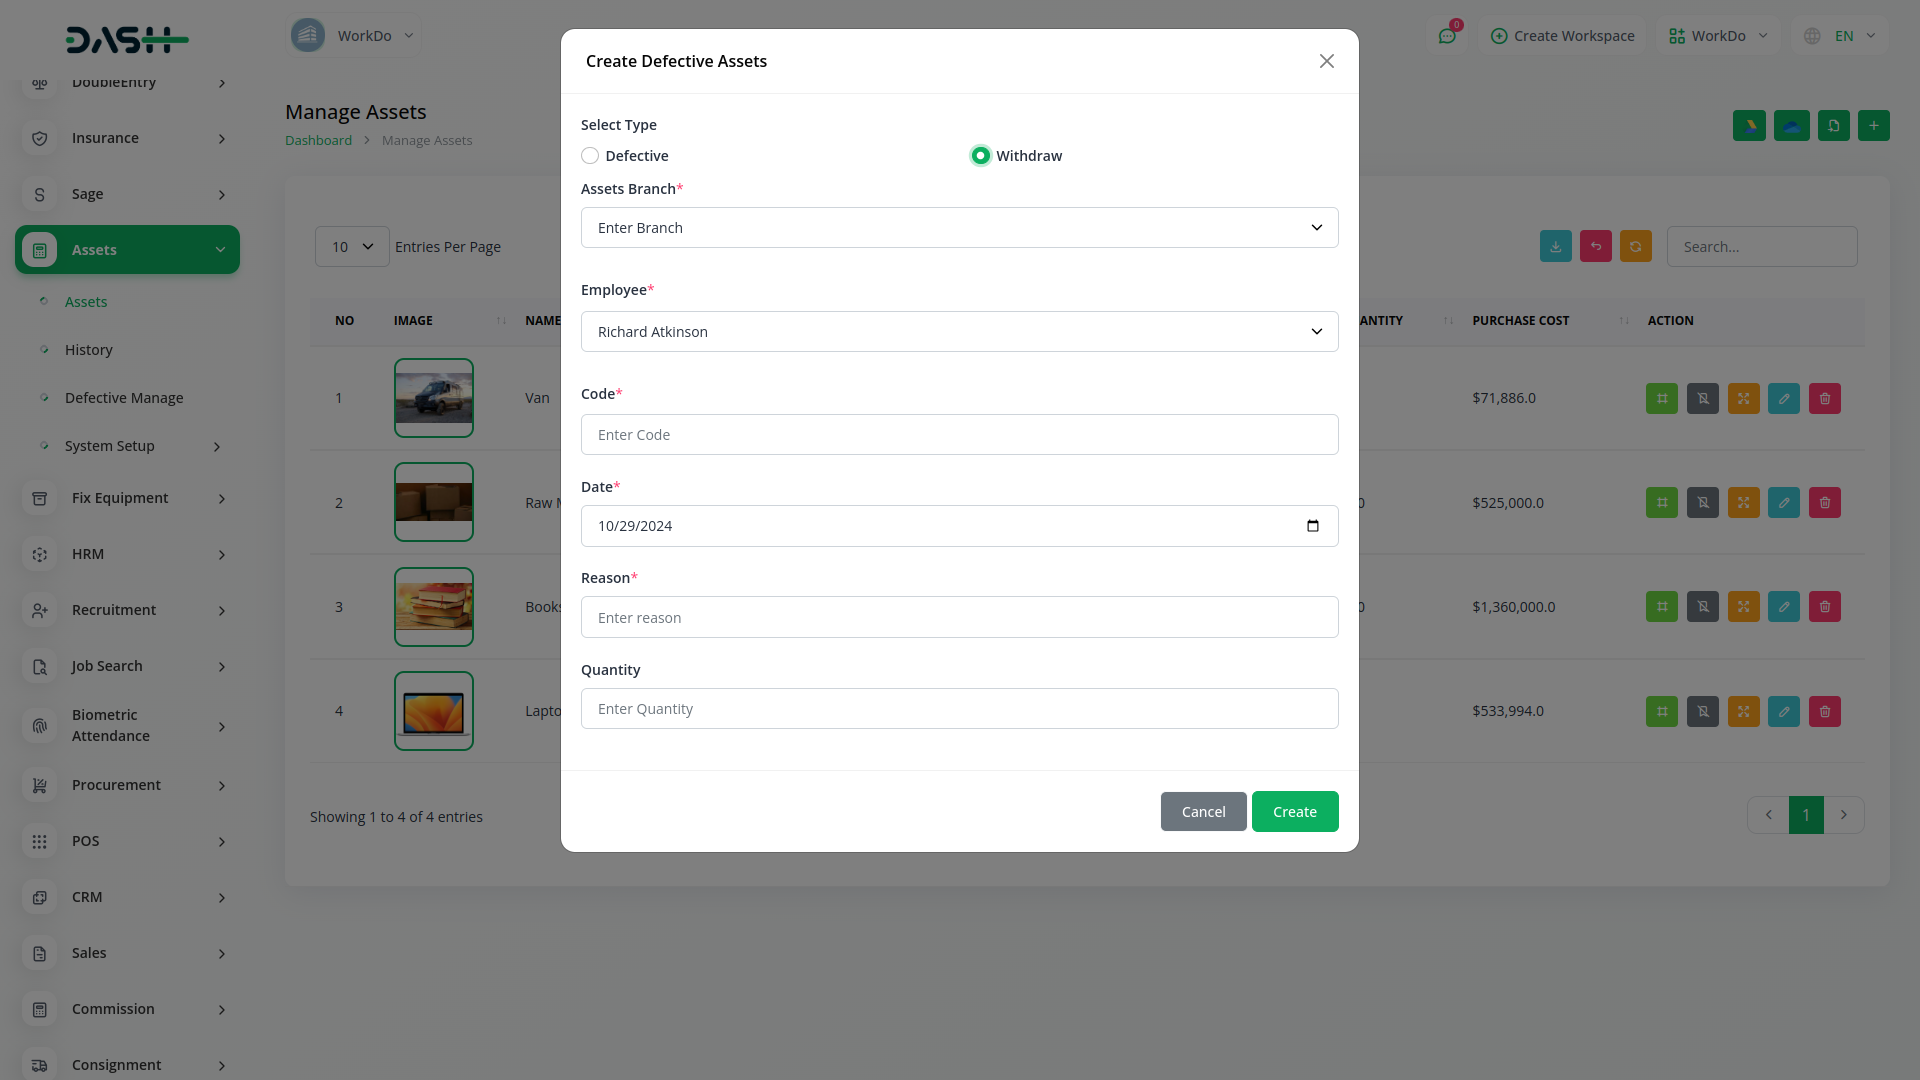 DASH
WorkDo
0
Create Workspace
WorkDo
EN
DoubleEntry
Insurance
S
Sage
Assets
Assets
History
Defective Manage
System Setup
Fix Equipment
HRM
Recruitment
Job Search
Biometric
Attendance
Procurement
POS
CRM
Sales
Commission
Consignment
Manage Assets
Dashboard > Manage Assets
10
Entries Per Page
Search...
NO
IMAGE
NAME
ANTITY
PURCHASE COST
ACTION
1
Van
$71,886.0
2
Raw
0
$525,000.0
3
Books
0
$1,360,000.0
4
Lapto
$533,994.0
Showing 1 to 4 of 4 entries
1
Create Defective Assets
Select Type
Defective
Withdraw
Assets Branch*
Enter Branch
Employee*
Richard Atkinson
Code*
Enter Code
Date*
10/29/2024
Reason*
Enter reason
Quantity
Enter Quantity
Cancel
Create